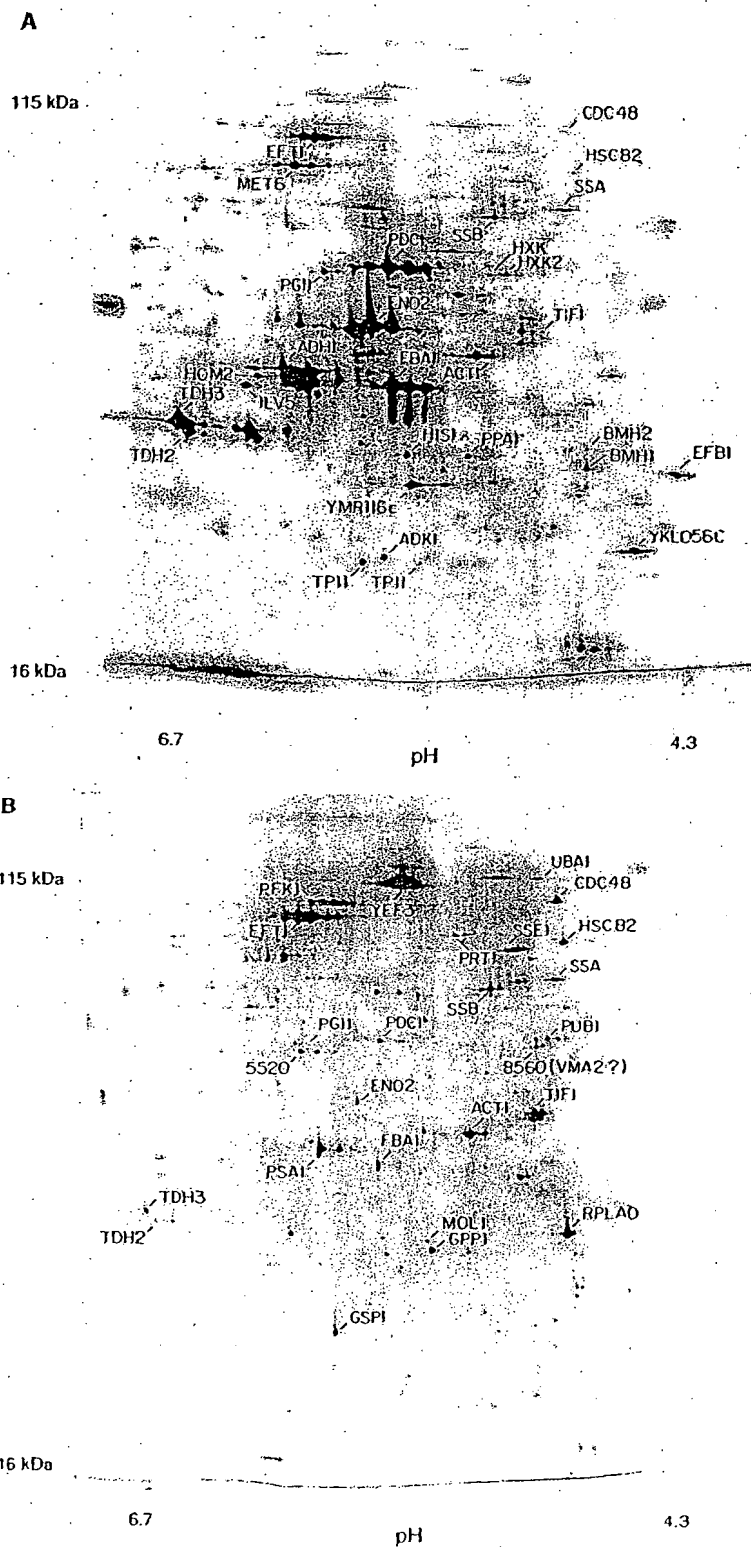 A
115 kDa
CDC48
EFT1
HSC82
MET6
SSA
SSB
PDC1
HXK
HXK2
PGI1
ENO2
TIF1
ADH1
FBA1
HOM2
ACT1
TDH3
ILV5
HIS1
PPA1
BMH2
BMH1
EFB1
TDH2
YMR116c
ADK1
YKL056C
TPI1
TPI1
16 kDa
6.7
pH
4.3
B
UBA1
115 kDa
CDC48
PFK1
YEF3
SSE1
HSC82
EFT1
PRT1
SSA
SSB
PUB1
PGI1
PDC1
5520
8560 (VMA2?)
ENO2
TIF1
ACT1
FBA1
PSA1
TDH3
RPLA0
MOL1
TDH2
GPP1
GSP1
16 kDa
6.7
pH
4.3